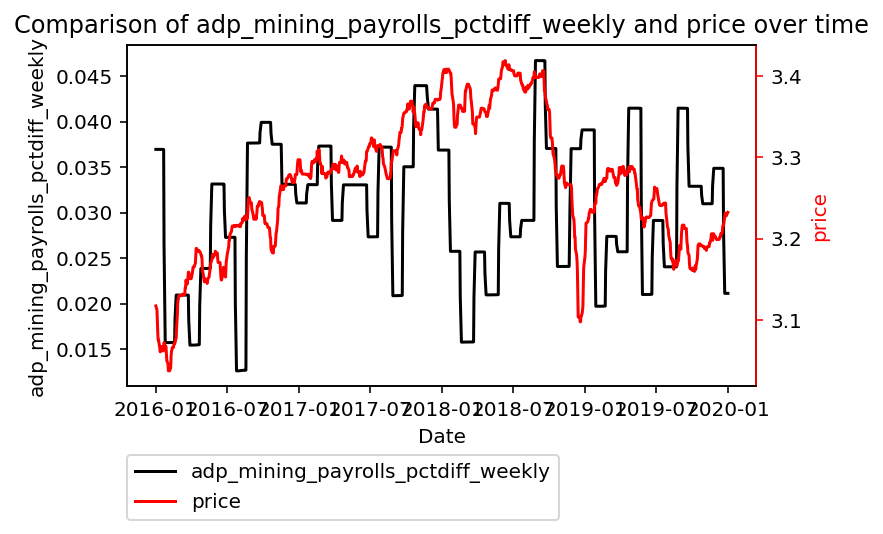 Comparison of adp_mining_payrolls_pctdiff_weekly and price over time
adp_mining_payrolls_pctdiff_weekly
0.045
0.040
0.035
0.030
0.025
0.020
0.015
3.4
3.3
3.2
3.1
price
2016-01 2016-07 2017-01 2017-07 2018-01 2018-07 2019-01 2019-07 2020-01
Date
adp_mining_payrolls_pctdiff_weekly
price